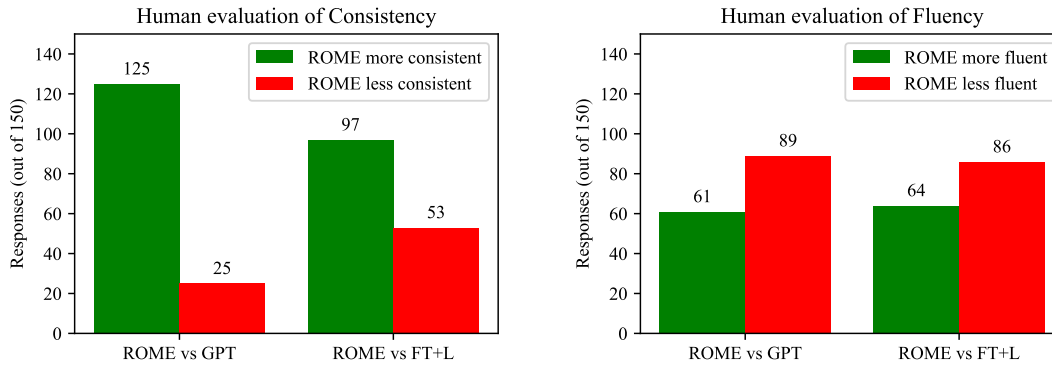 Human evaluation of Consistency
Responses (out of 150)
140
120
100
80
60
40
20
0
ROME more consistent
ROME less consistent
125
25
97
53
ROME vs GPT
ROME vs FT+L
Human evaluation of Fluency
Responses (out of 150)
140
120
100
80
60
40
20
0
ROME more fluent
ROME less fluent
61
89
64
86
ROME vs GPT
ROME vs FT+L